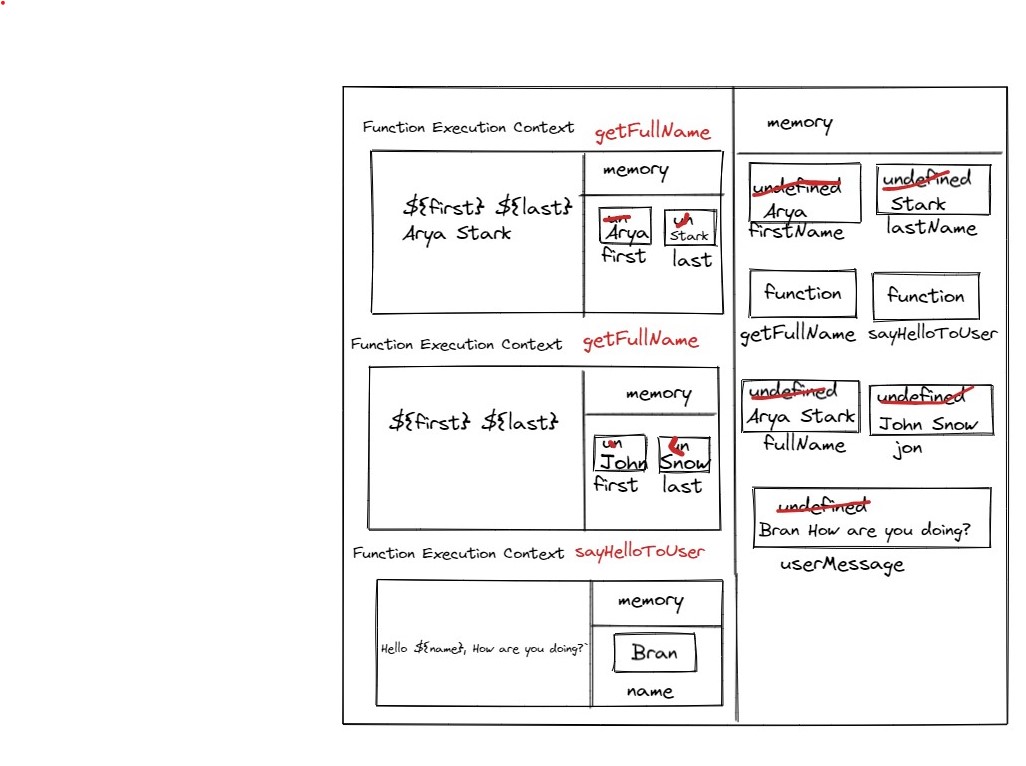 Function Execution Context getFullName
memory
${first} ${last}
Arya Stark
un
Arya
first
un
Stark
last
Function Execution Context getFullName
memory
${first} ${last}
un
John
first
un
Snow
last
Function Execution Context sayHelloToUser
memory
Hello ${name}, How are you doing?`
Bran
name
memory
undefined
Arya
firstName
undefined
Stark
lastName
function
getFullName
function
sayHelloToUser
undefined
Arya Stark
fullName
undefined
John Snow
jon
undefined
Bran How are you doing?
userMessage